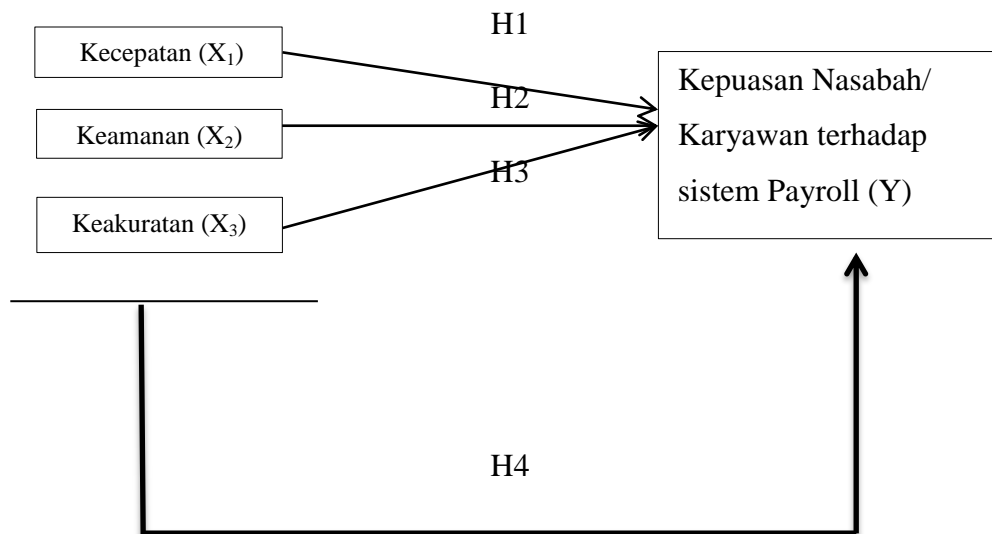 H1
Kecepatan (X₁)
Kepuasan Nasabah/
Karyawan terhadap
sistem Payroll (Y)
H2
Keamanan (X₂)
H3
Keakuratan (X₃)
H4